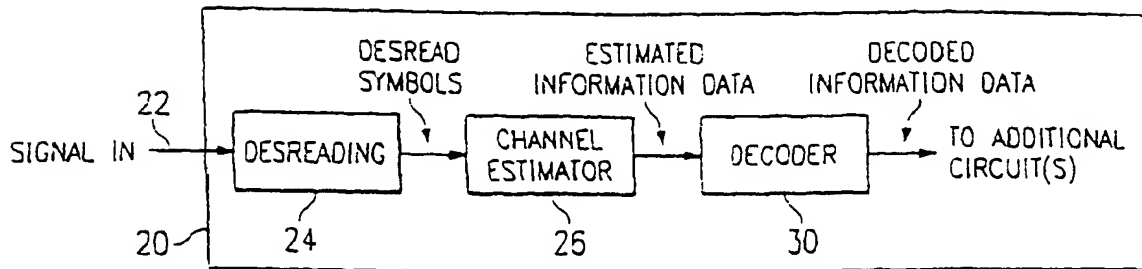 DESREAD
SYMBOLS
ESTIMATED
INFORMATION DATA
DECODED
INFORMATION DATA
22
SIGNAL IN
DESREADING
CHANNEL
ESTIMATOR
DECODER
TO ADDITIONAL
CIRCUIT(S)
20
24
26
30